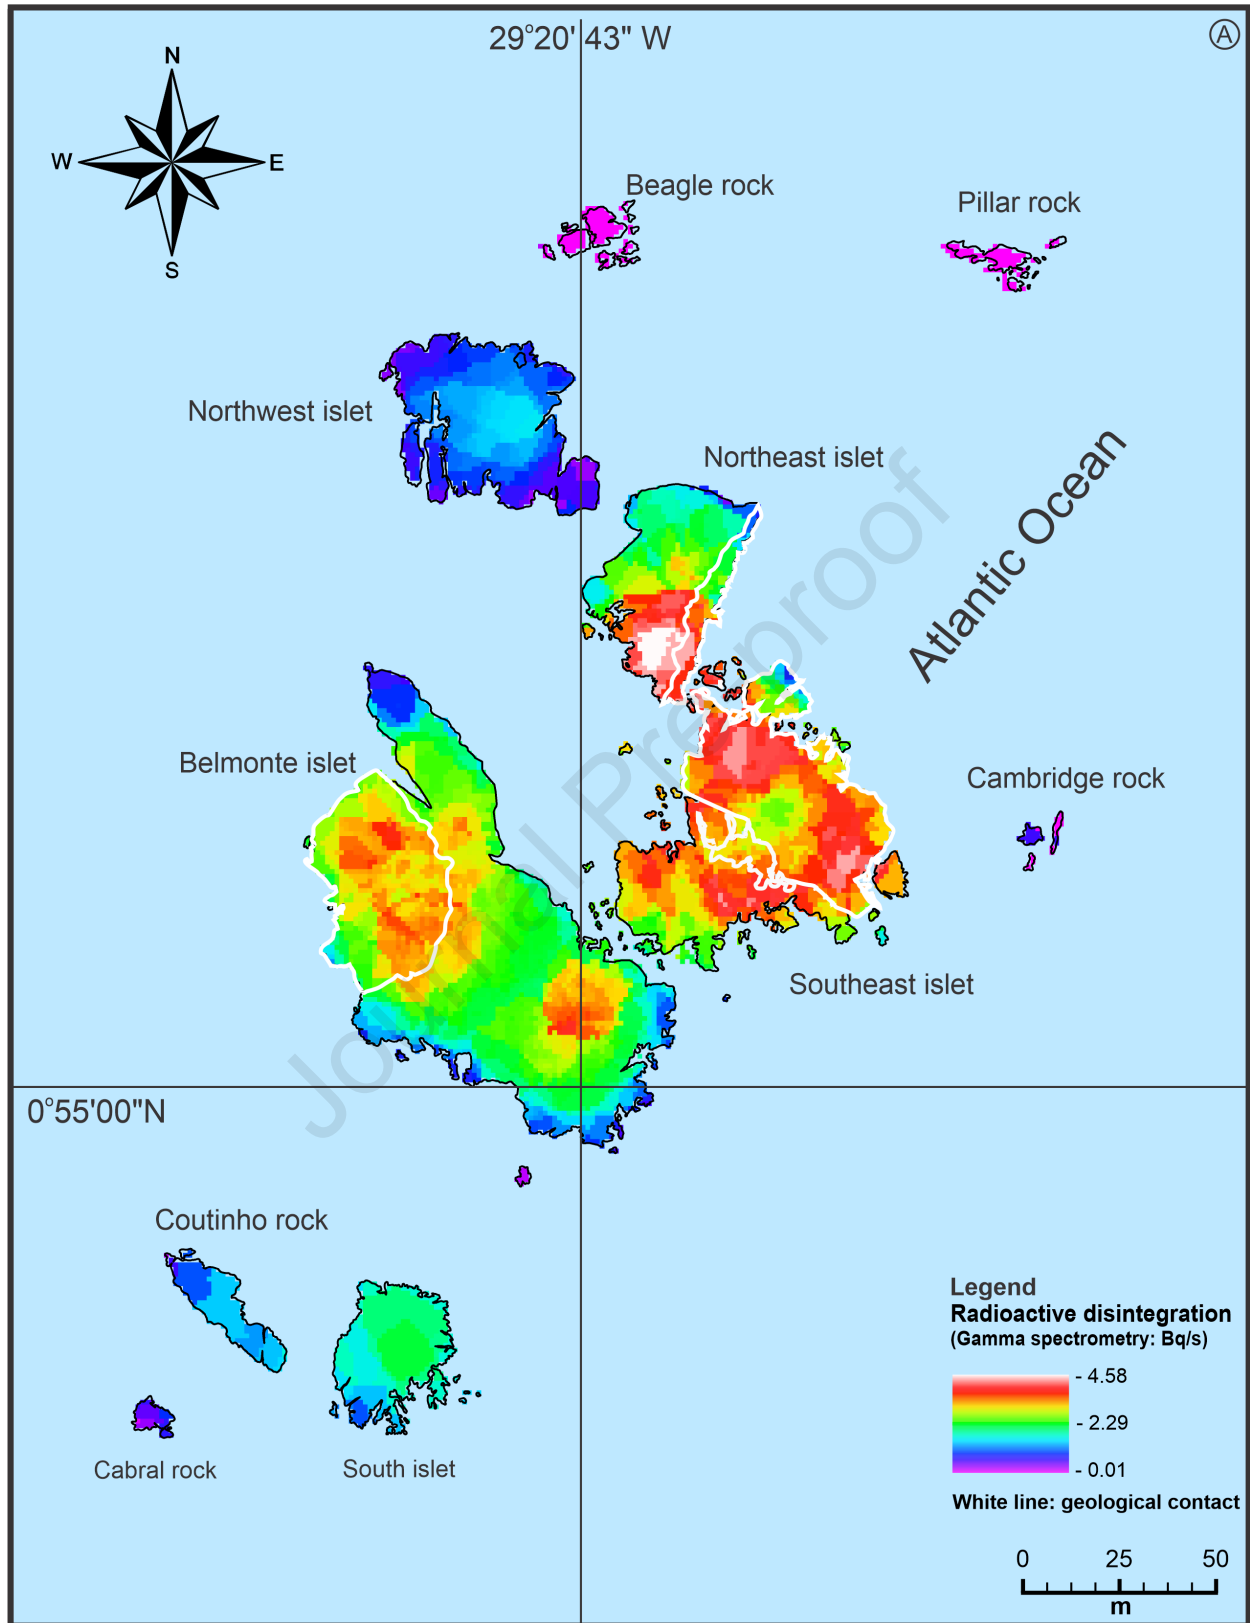 29°20' 43" W
A
N
W
E
S
Beagle rock
Pillar rock
Northwest islet
Northeast islet
Atlantic Ocean
Belmonte islet
Cambridge rock
Southeast islet
0°55'00"N
Coutinho rock
Cabral rock
South islet
Legend
Radioactive disintegration
(Gamma spectrometry: Bq/s)
- 4.58
- 2.29
- 0.01
White line: geological contact
0 25 50
m
Journal Pre-proof